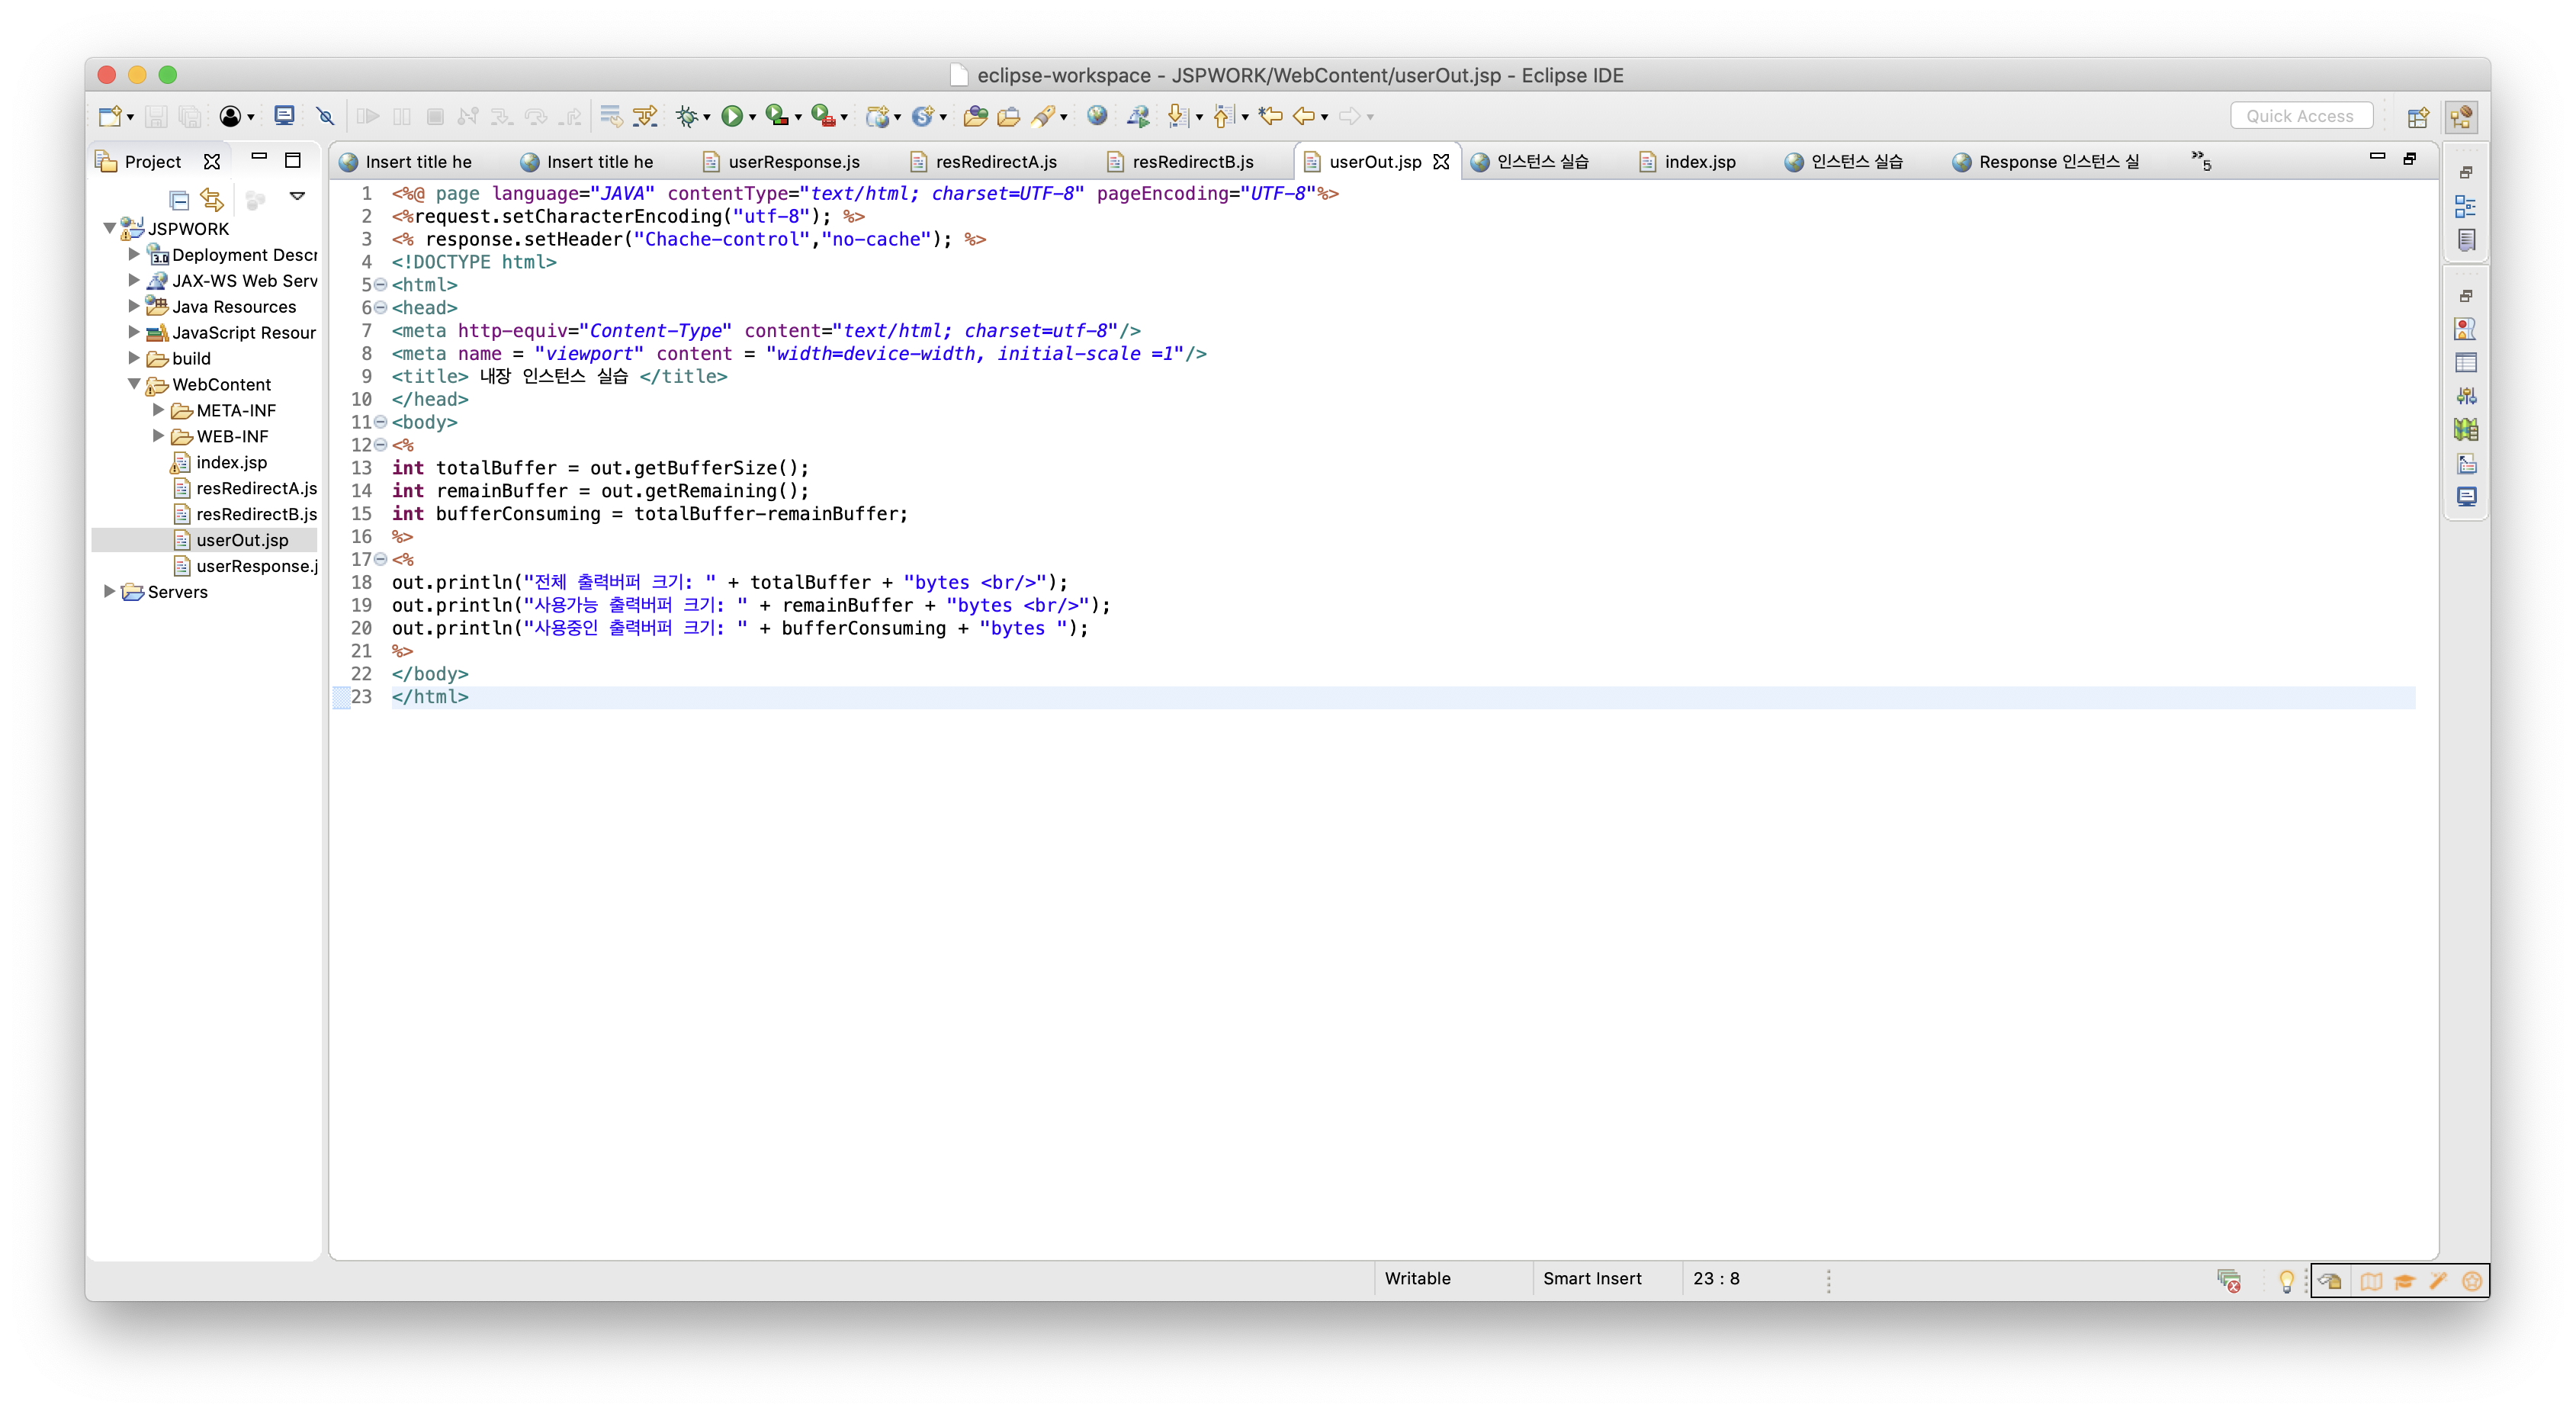 eclipse-workspace - JSPWORK/WebContent/userOut.jsp - Eclipse IDE
Quick Access
Project
Insert title he
Insert title he
userResponse.js
resRedirectA.js
resRedirectB.js
userOut.jsp
인스턴스 실습
index.jsp
인스턴스 실습
Response 인스턴스 실
»5
JSPWORK
3.0 Deployment Descr
JAX-WS Web Serv
Java Resources
JavaScript Resour
build
WebContent
META-INF
WEB-INF
index.jsp
resRedirectA.js
resRedirectB.js
userOut.jsp
userResponse.j
Servers
1 <%@ page language="JAVA" contentType="text/html; charset=UTF-8" pageEncoding="UTF-8"%>
2 <%request.setCharacterEncoding("utf-8"); %>
3 <% response.setHeader("Chache-control","no-cache"); %>
4 <!DOCTYPE html>
5 <html>
6 <head>
7 <meta http-equiv="Content-Type" content="text/html; charset=utf-8"/>
8 <meta name = "viewport" content = "width=device-width, initial-scale =1"/>
9 <title> 내장 인스턴스 실습 </title>
10 </head>
11 <body>
12 <%
13 int totalBuffer = out.getBufferSize();
14 int remainBuffer = out.getRemaining();
15 int bufferConsuming = totalBuffer-remainBuffer;
16 %>
17 <%
18 out.println("전체 출력버퍼 크기: " + totalBuffer + "bytes <br/>");
19 out.println("사용가능 출력버퍼 크기: " + remainBuffer + "bytes <br/>");
20 out.println("사용중인 출력버퍼 크기: " + bufferConsuming + "bytes ");
21 %>
22 </body>
23 </html>
Writable
Smart Insert
23 : 8